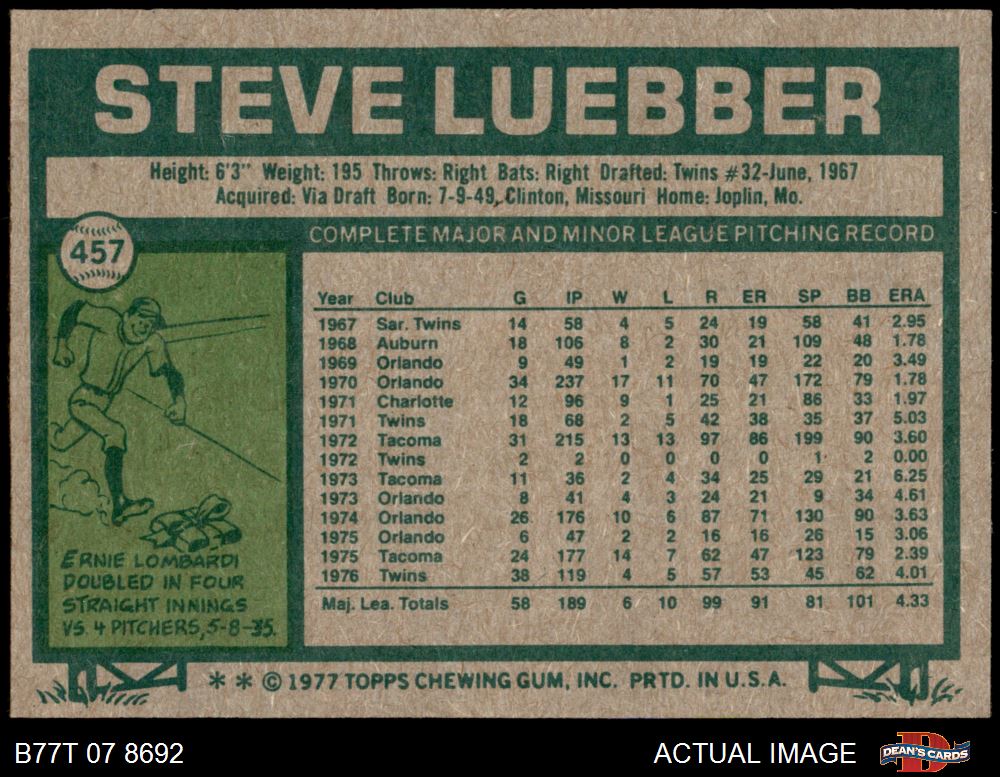 STEVE LUEBBER
Height: 6'3" Weight: 195 Throws: Right Bats: Right Drafted: Twins #32-June, 1967
Acquired: Via Draft Born: 7-9-49, Clinton, Missouri Home: Joplin, Mo.
457
COMPLETE MAJOR AND MINOR LEAGUE PITCHING RECORD
Year Club G IP W L R ER SP BB ERA
1967 Sar. Twins 14 58 4 5 24 19 58 41 2.95
1968 Auburn 18 106 8 2 30 21 109 48 1.78
1969 Orlando 9 49 1 2 19 19 22 20 3.49
1970 Orlando 34 237 17 11 70 47 172 79 1.78
1971 Charlotte 12 96 9 1 25 21 86 33 1.97
1971 Twins 18 68 2 5 42 38 35 37 5.03
1972 Tacoma 31 215 13 13 97 86 199 90 3.60
1972 Twins 2 2 0 0 0 0 1 2 0.00
1973 Tacoma 11 36 2 4 34 25 29 21 6.25
1973 Orlando 8 41 4 3 24 21 9 34 4.61
1974 Orlando 26 176 10 6 87 71 130 90 3.63
1975 Orlando 6 47 2 2 16 16 26 15 3.06
1975 Tacoma 24 177 14 7 62 47 123 79 2.39
1976 Twins 38 119 4 5 57 53 45 62 4.01
Maj. Lea. Totals 58 189 6 10 99 91 81 101 4.33
ERNIE LOMBARDI
DOUBLED IN FOUR
STRAIGHT INNINGS
VS. 4 PITCHERS, 5-8-35.
* * © 1977 TOPPS CHEWING GUM, INC. PRTD. IN U.S.A.
B77T 07 8692
ACTUAL IMAGE
DEAN'S CARDS